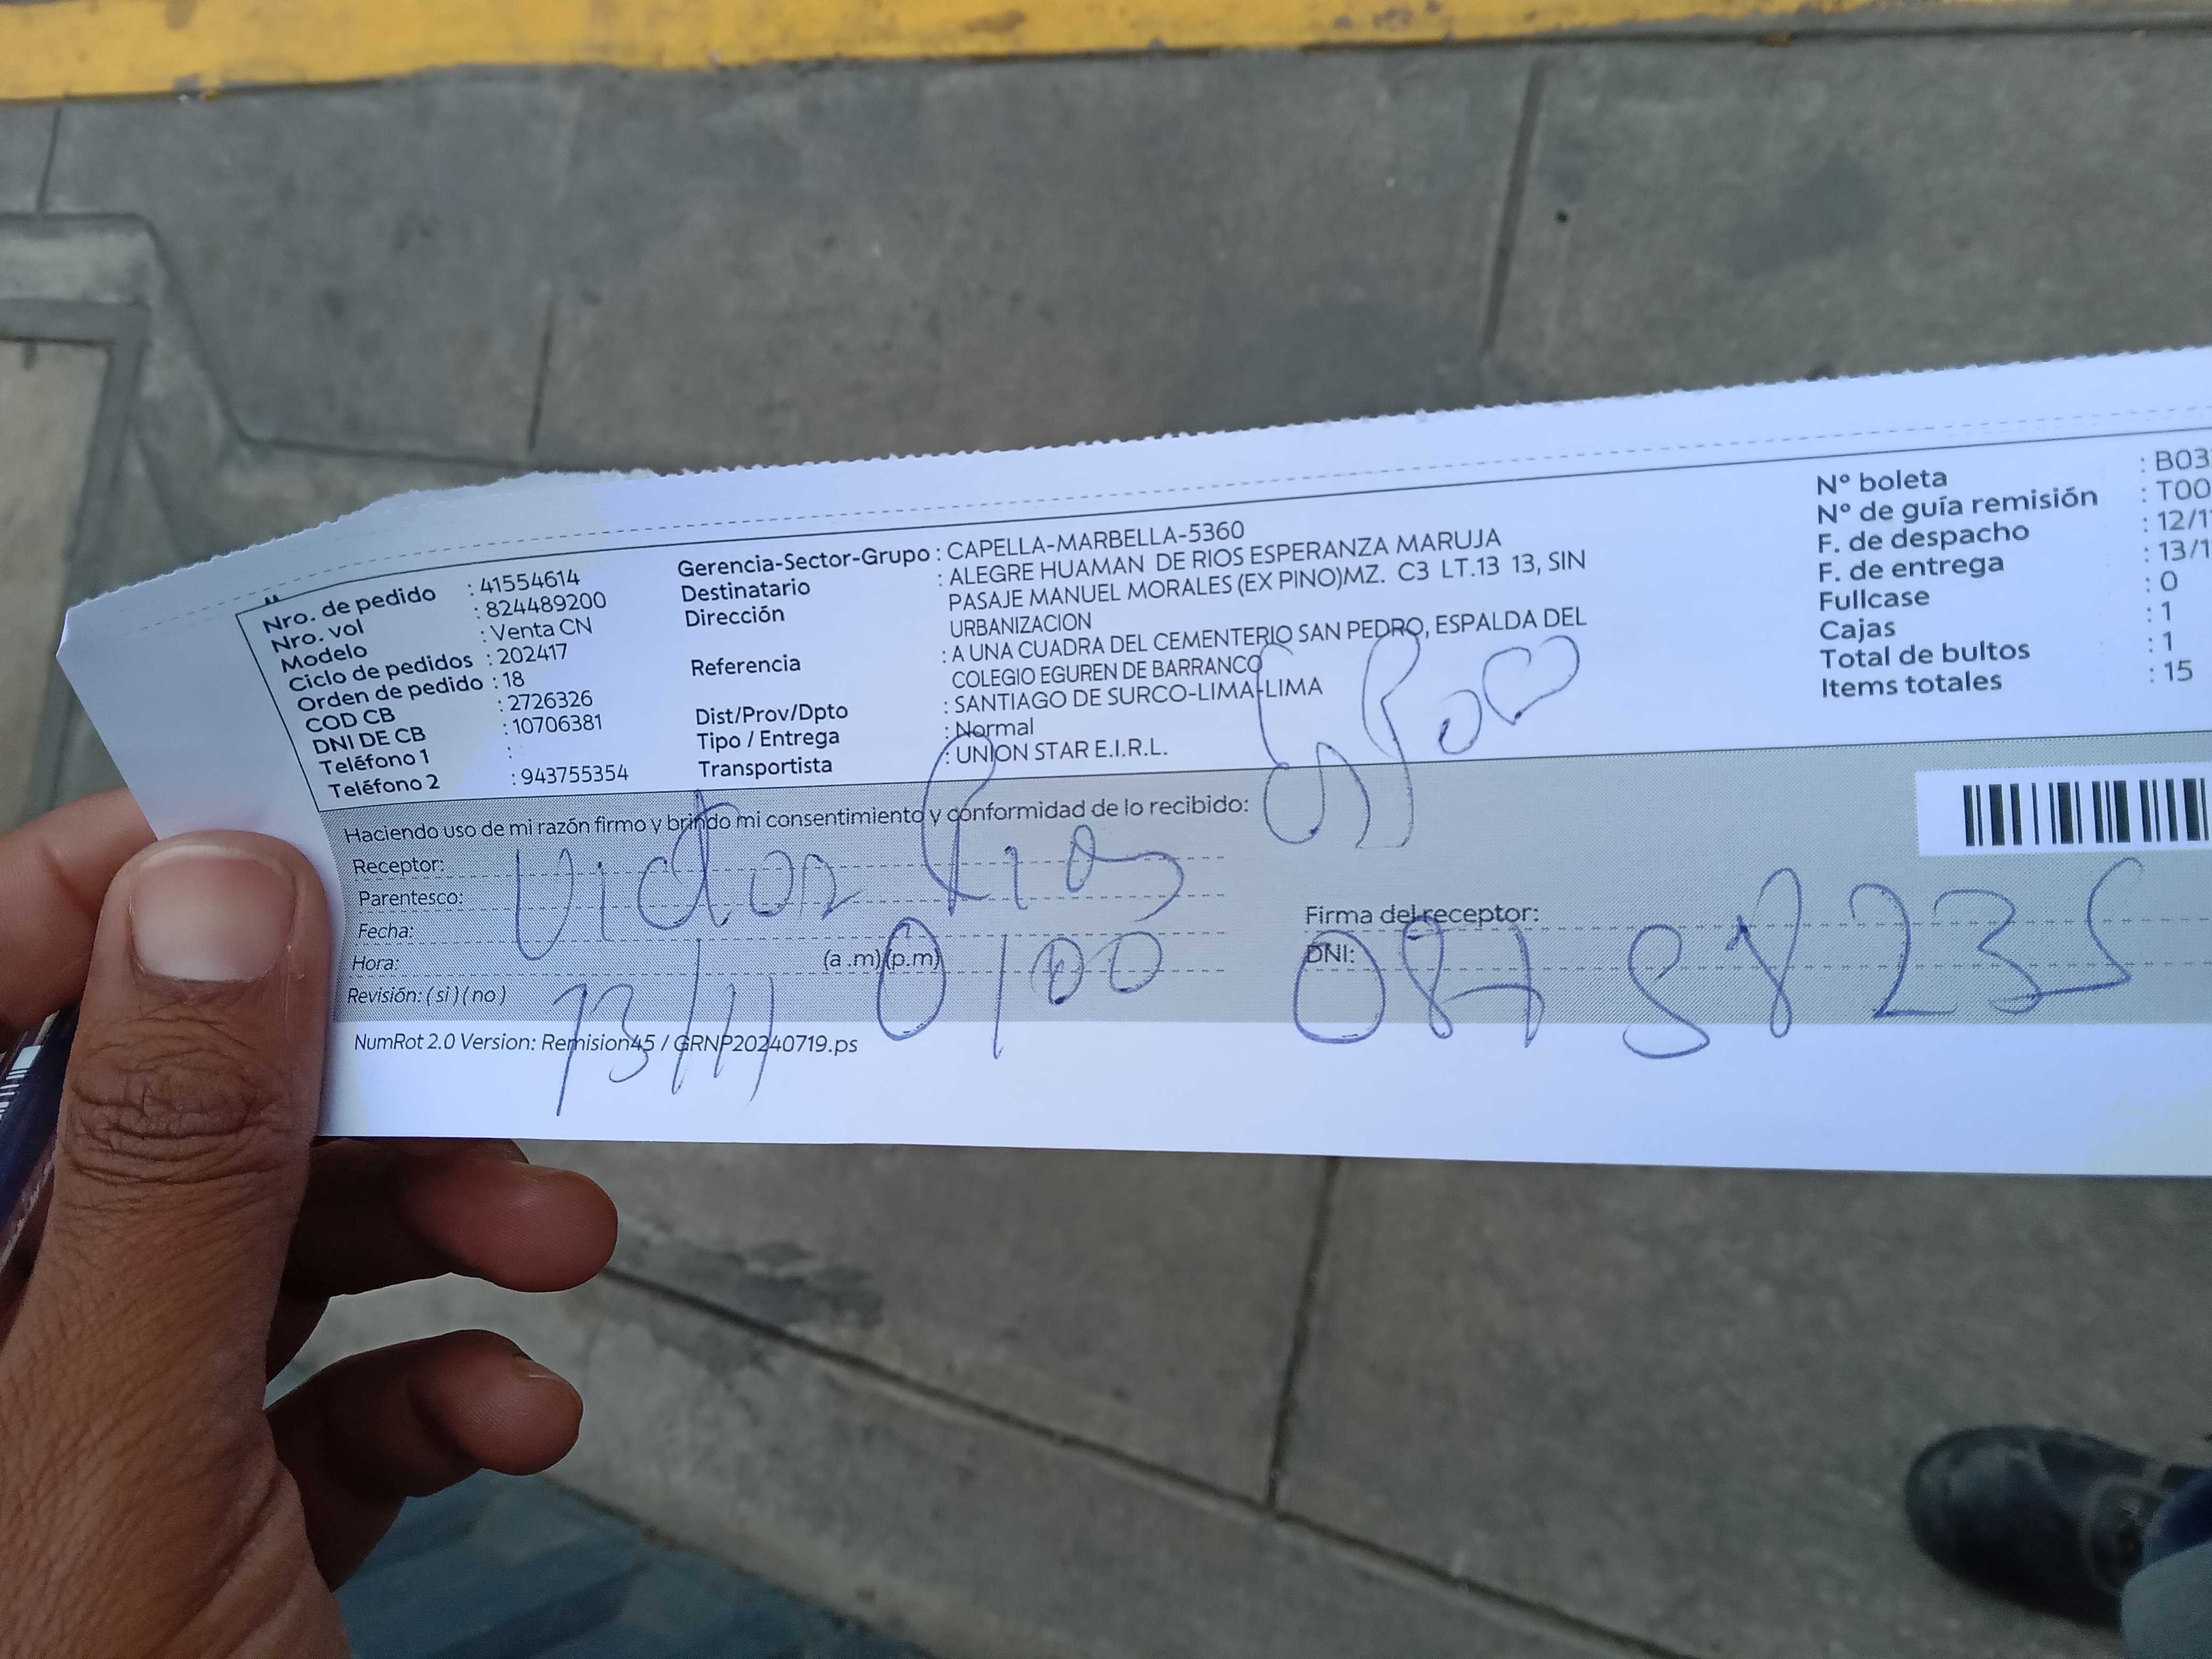 Nro. de pedido : 41554614
Nro. vol : 824489200
Modelo : Venta CN
Ciclo de pedidos : 202417
Orden de pedido : 18
COD CB : 2726326
DNI DE CB : 10706381
Teléfono 1 :
Teléfono 2 : 943755354
Gerencia-Sector-Grupo : CAPELLA-MARBELLA-5360
Destinatario : ALEGRE HUAMAN DE RIOS ESPERANZA MARUJA
Dirección PASAJE MANUEL MORALES (EX PINO)MZ. C3 LT.13 13, SIN
URBANIZACION
Referencia : A UNA CUADRA DEL CEMENTERIO SAN PEDRO, ESPALDA DEL
COLEGIO EGUREN DE BARRANCO
Dist/Prov/Dpto : SANTIAGO DE SURCO-LIMA-LIMA
Tipo / Entrega : Normal
Transportista : UNION STAR E.I.R.L.
Nº boleta : B03
Nº de guía remisión : T00
F. de despacho : 12/1
F. de entrega : 13/1
Fullcase : 0
Cajas : 1
Total de bultos : 1
Items totales : 15
Haciendo uso de mi razón firmo y brindo mi consentimiento y conformidad de lo recibido:
Esposo
Receptor: Victor Rios
Parentesco:
Fecha:
Hora: (a .m) (p.m)
Revisión: ( si ) ( no )
13/11
Firma del receptor:
DNI:
NumRot 2.0 Version: Remision45 / GRNP20240719.ps